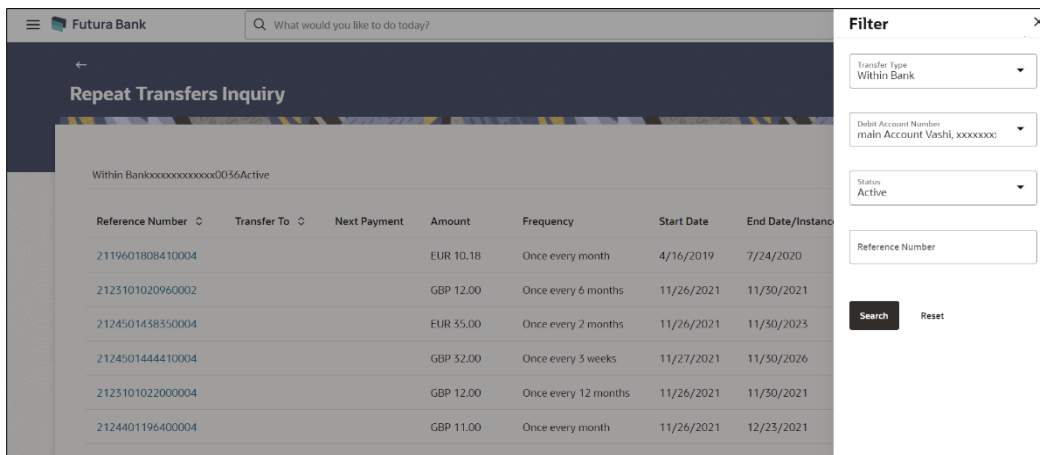 Futura Bank
What would you like to do today?
Repeat Transfers Inquiry
Within Bankxxxxxxxxxxxx0036Active
Reference Number Transfer To Next Payment Amount Frequency Start Date End Date/Instance
2119601808410004 EUR 10.18 Once every month 4/16/2019 7/24/2020
2123101020960002 GBP 12.00 Once every 6 months 11/26/2021 11/30/2021
2124501438350004 EUR 35.00 Once every 2 months 11/26/2021 11/30/2023
2124501444410004 GBP 32.00 Once every 3 weeks 11/27/2021 11/30/2026
2123101022000004 GBP 12.00 Once every 12 months 11/26/2021 11/30/2021
2124401196400004 GBP 11.00 Once every month 11/26/2021 12/23/2021
Filter
Transfer Type
Within Bank
Debit Account Number
main Account Vashi, xxxxxxx:
Status
Active
Reference Number
Search Reset